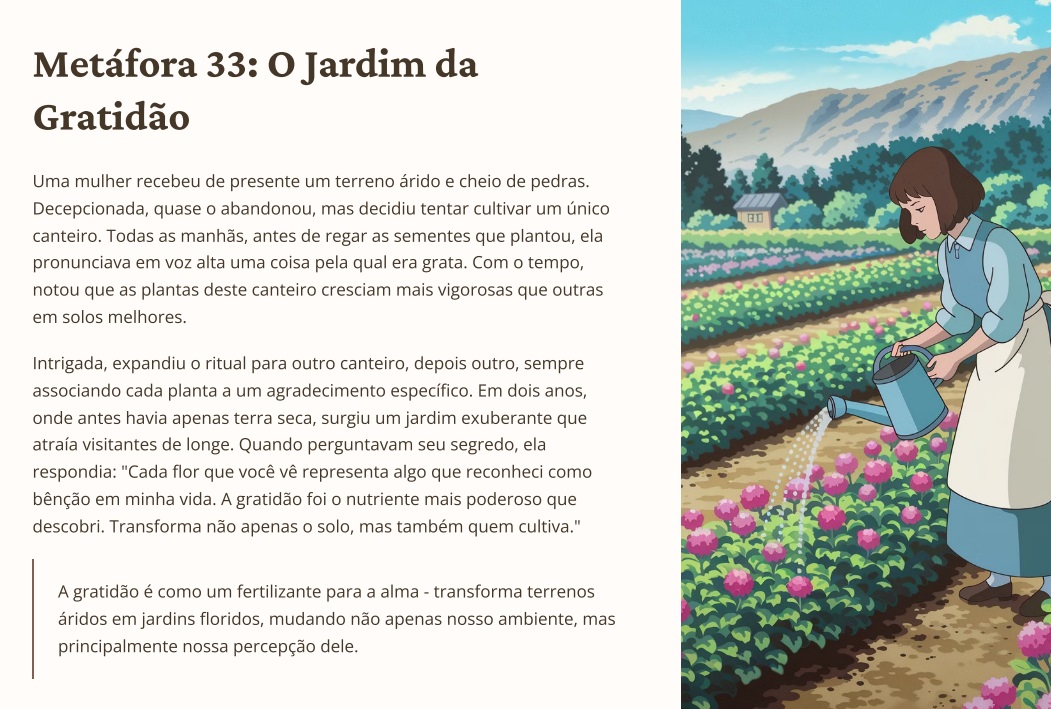 Metáfora 33: O Jardim da
Gratidão
Uma mulher recebeu de presente um terreno árido e cheio de pedras.
Decepcionada, quase o abandonou, mas decidiu tentar cultivar um único
canteiro. Todas as manhãs, antes de regar as sementes que plantou, ela
pronunciava em voz alta uma coisa pela qual era grata. Com o tempo,
notou que as plantas deste canteiro cresciam mais vigorosas que outras
em solos melhores.
Intrigada, expandiu o ritual para outro canteiro, depois outro, sempre
associando cada planta a um agradecimento específico. Em dois anos,
onde antes havia apenas terra seca, surgiu um jardim exuberante que
atraía visitantes de longe. Quando perguntavam seu segredo, ela
respondia: "Cada flor que você vê representa algo que reconheci como
bênção em minha vida. A gratidão foi o nutriente mais poderoso que
descobri. Transforma não apenas o solo, mas também quem cultiva."
A gratidão é como um fertilizante para a alma - transforma terrenos
áridos em jardins floridos, mudando não apenas nosso ambiente, mas
principalmente nossa percepção dele.